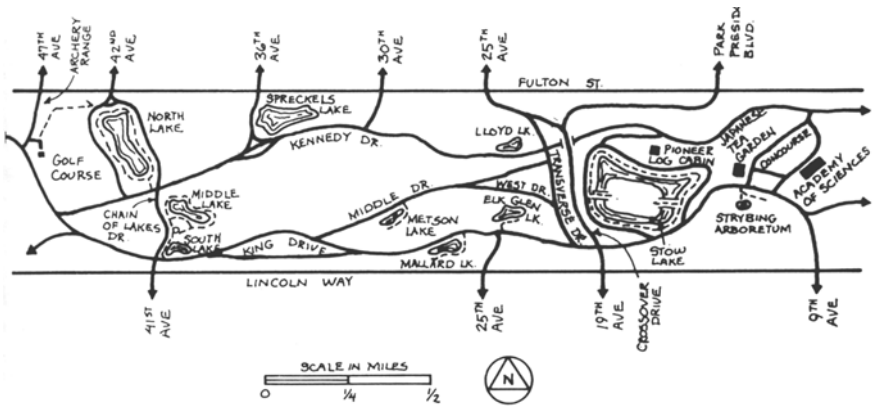 47TH
AVE
ARCHERY
RANGE
42ND
AVE
36TH
AVE
30TH
AVE
25TH
AVE
PARK
PRESIDI
BLVD.
FULTON ST.
NORTH
LAKE
SPRECKELS
LAKE
KENNEDY DR.
LLOYD LK.
TRANSVERSE DR.
PIONEER
LOG CABIN
JAPANESE
TEA
GARDEN
CONCOURSE
ACADEMY
OF SCIENCES
GOLF
COURSE
MIDDLE
LAKE
CHAIN
OF LAKES
DR.
P
SOUTH
LAKE
KING DRIVE
MIDDLE DR.
METSON
LAKE
WEST DR.
ELK GLEN
LK.
MALLARD LK.
STOW
LAKE
STRYBING
ARBORETUM
LINCOLN WAY
41ST
AVE
25TH
AVE
19TH
AVE
CROSSOVER
DRIVE
9TH
AVE
SCALE IN MILES
0 1/4 1/2
N